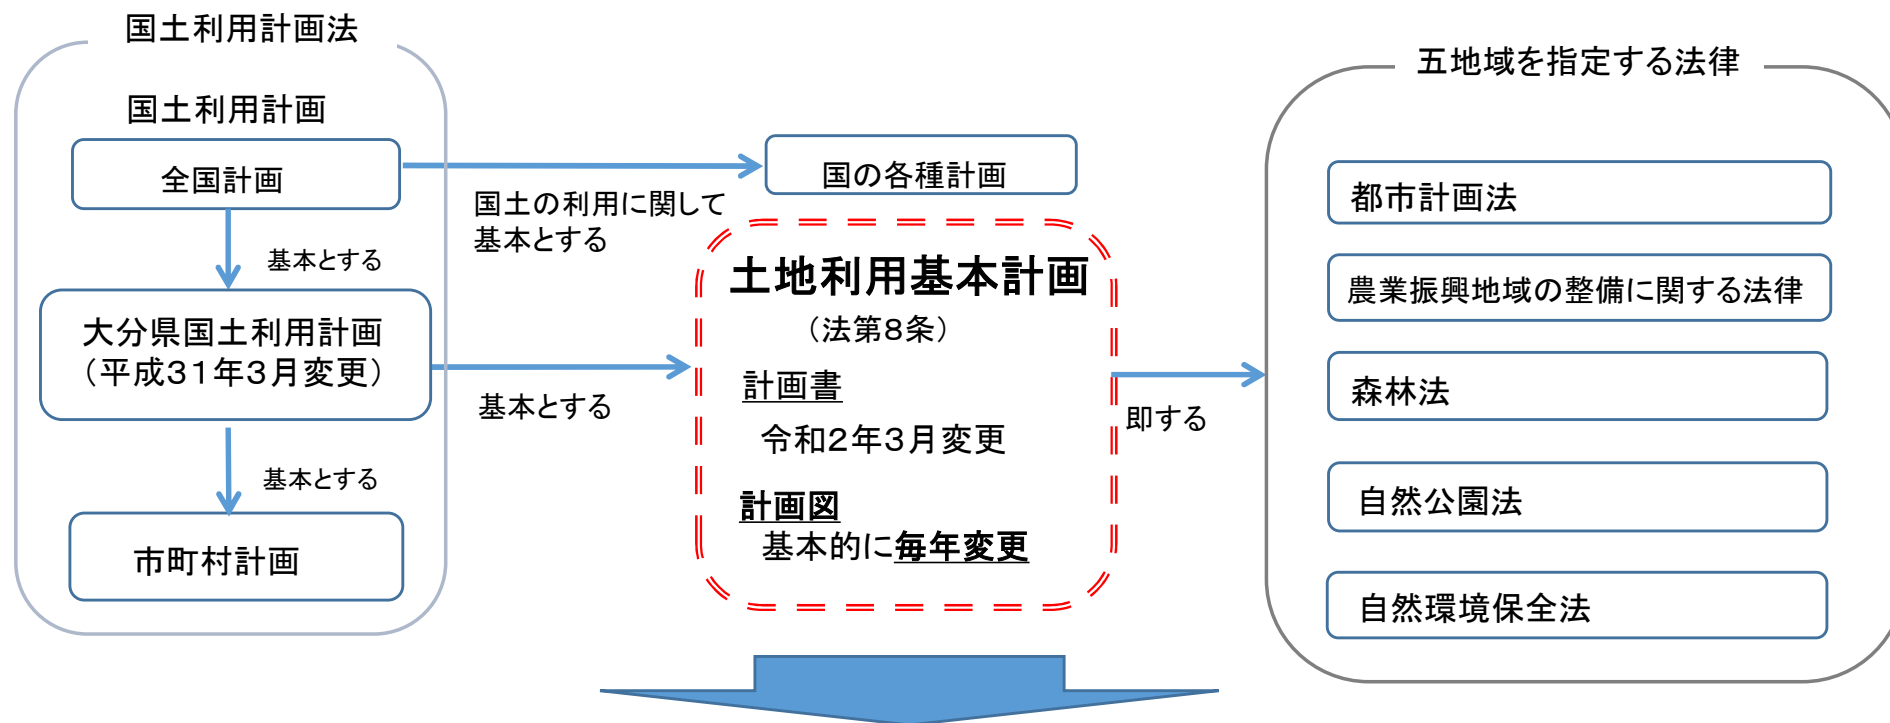 国土利用計画法
国土利用計画
全国計画
基本とする
大分県国土利用計画
（平成31年3月変更）
基本とする
市町村計画
国土の利用に関して
基本とする
国の各種計画
基本とする
土地利用基本計画
（法第8条）
計画書
令和2年3月変更
計画図
基本的に毎年変更
即する
五地域を指定する法律
都市計画法
農業振興地域の整備に関する法律
森林法
自然公園法
自然環境保全法